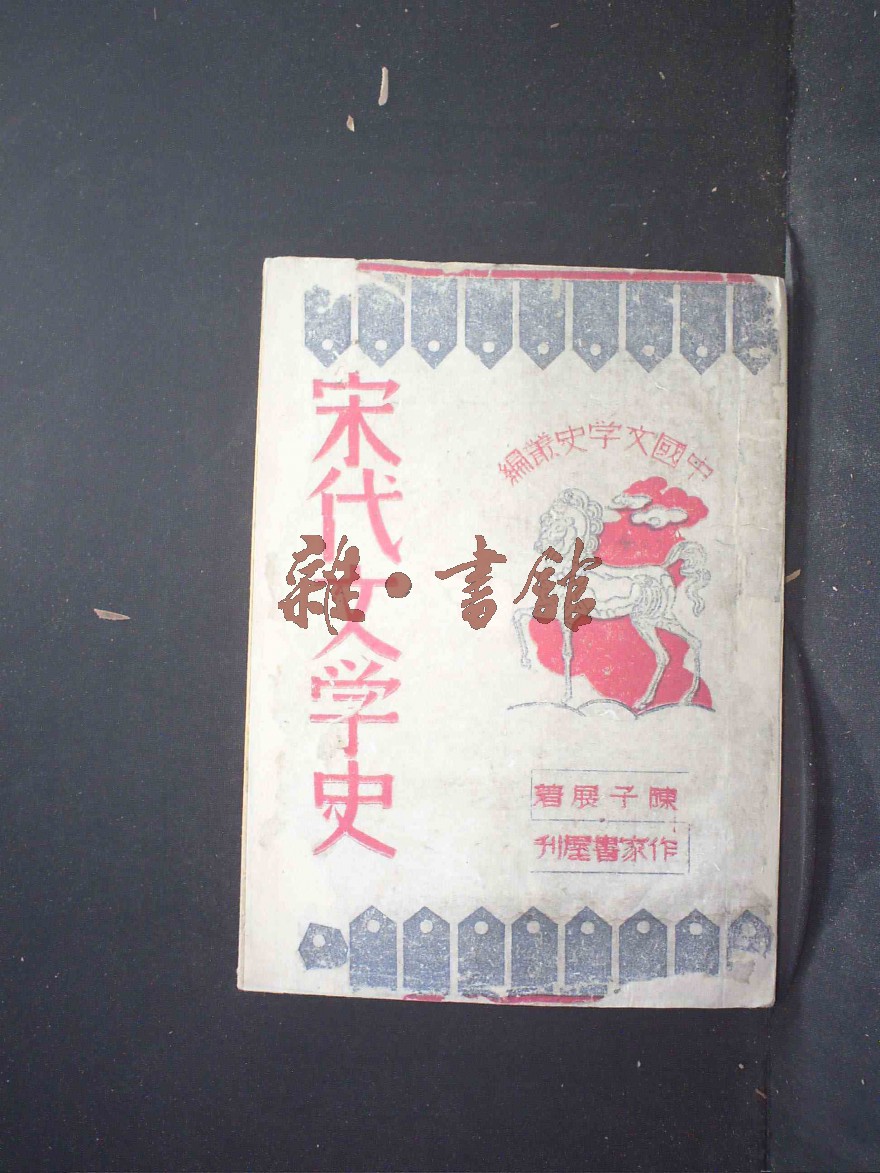 宋代文学史
中國文学史叢編
陳子展著
作家書屋刊
雜·書館